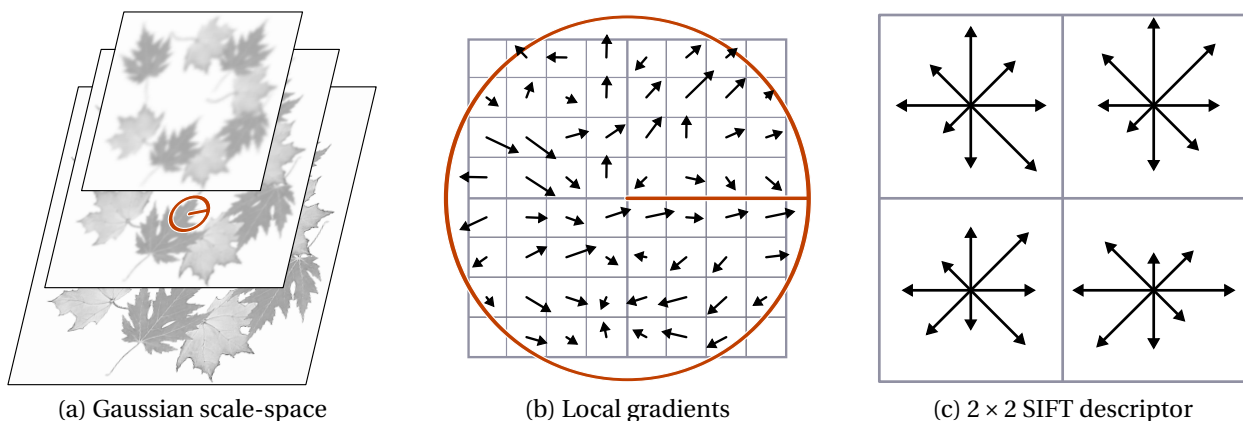 (a) Gaussian scale-space
(b) Local gradients
(c) 2 × 2 SIFT descriptor